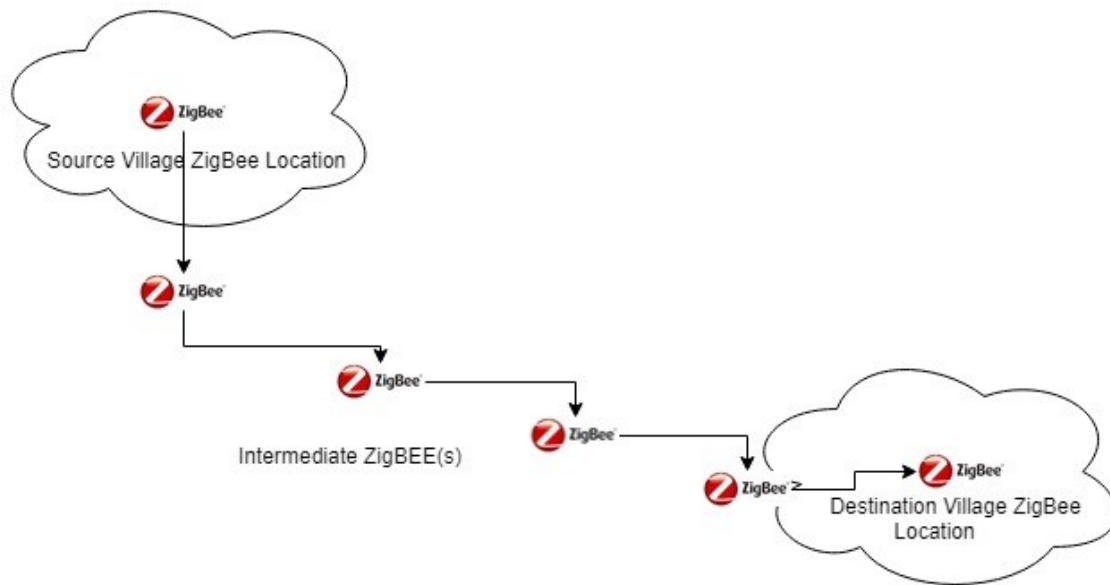 ZigBee
Source Village ZigBee Location
ZigBee
ZigBee
ZigBee
Intermediate ZigBEE(s)
ZigBee
ZigBee
Destination Village ZigBee
Location